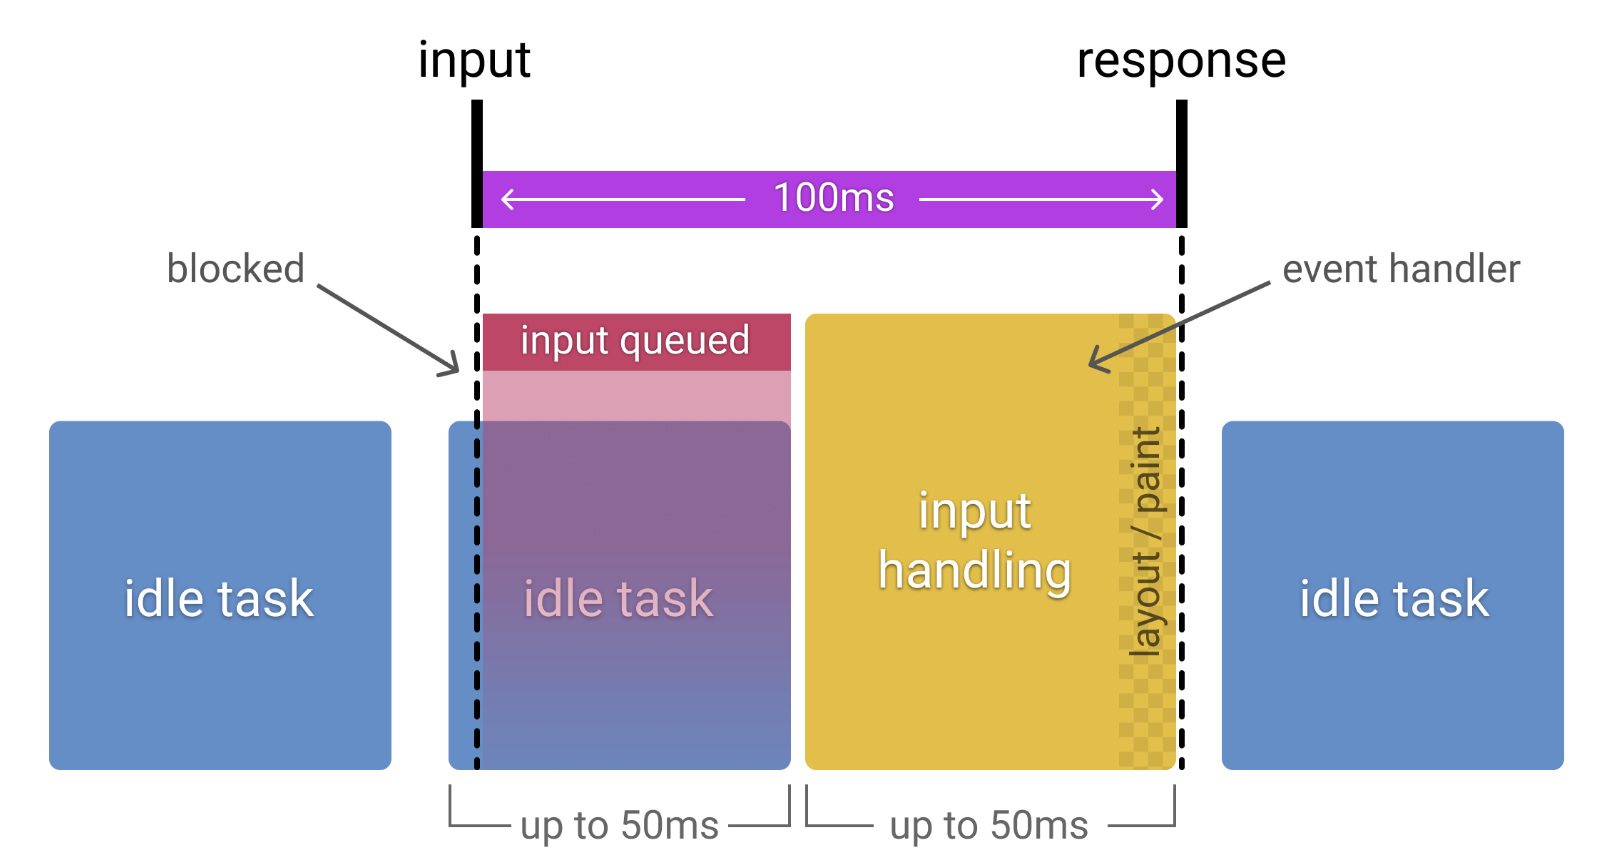 input
response
100ms
blocked
event handler
input queued
idle task
idle task
input
handling
layout / paint
idle task
up to 50ms
up to 50ms